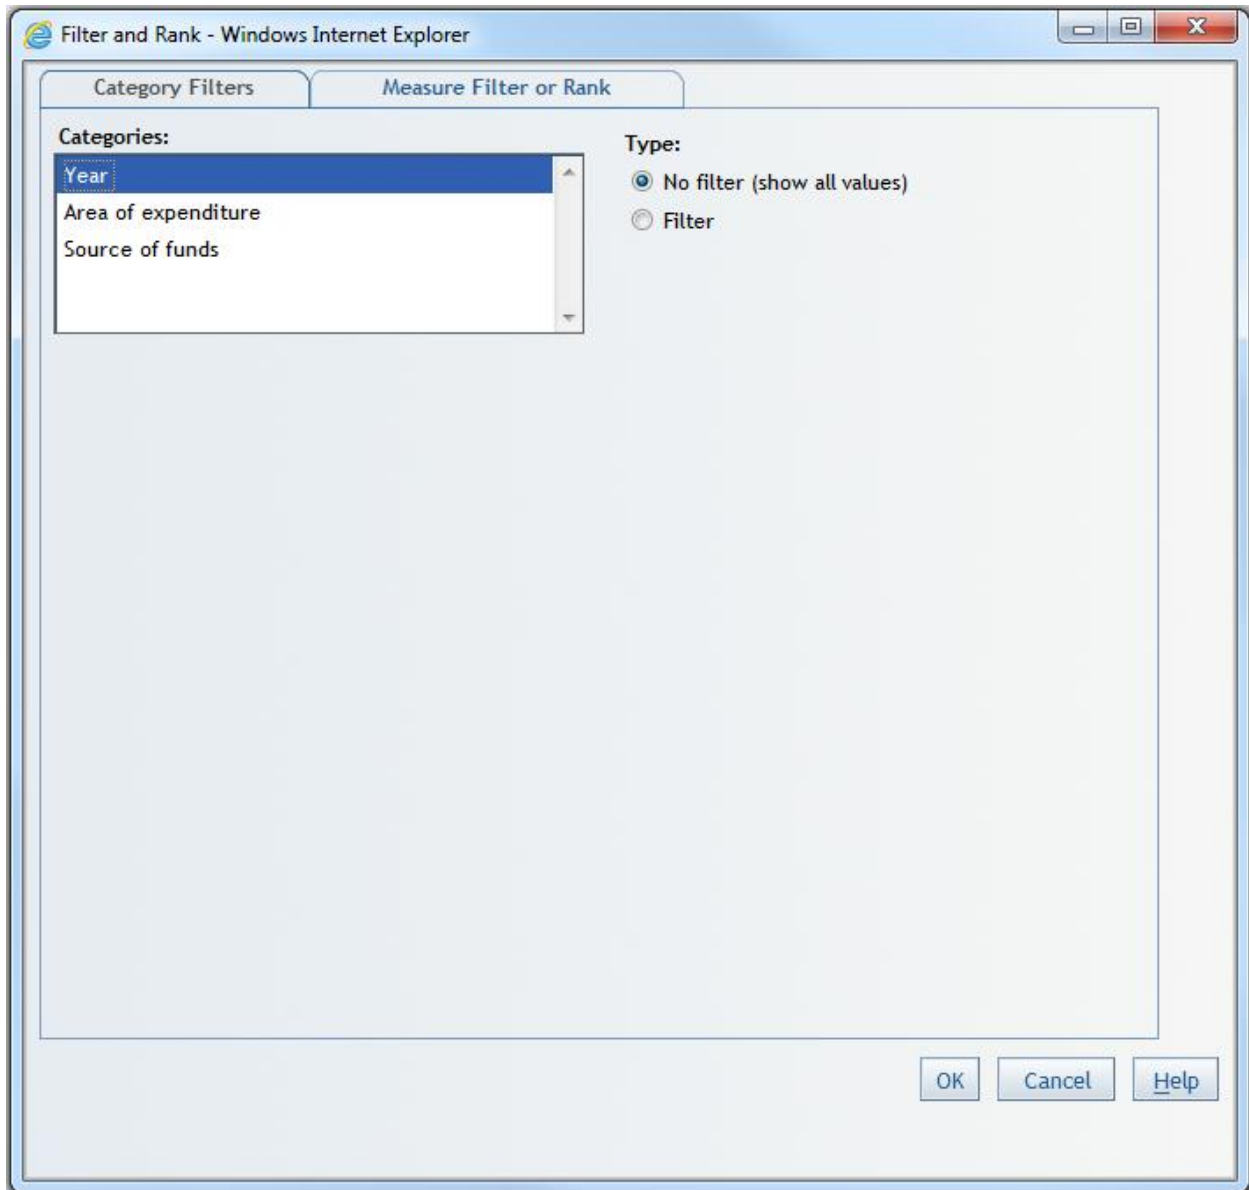 Filter and Rank - Windows Internet Explorer
Category Filters
Measure Filter or Rank
Categories:
Year
Area of expenditure
Source of funds
Type:
No filter (show all values)
Filter
OK
Cancel
Help